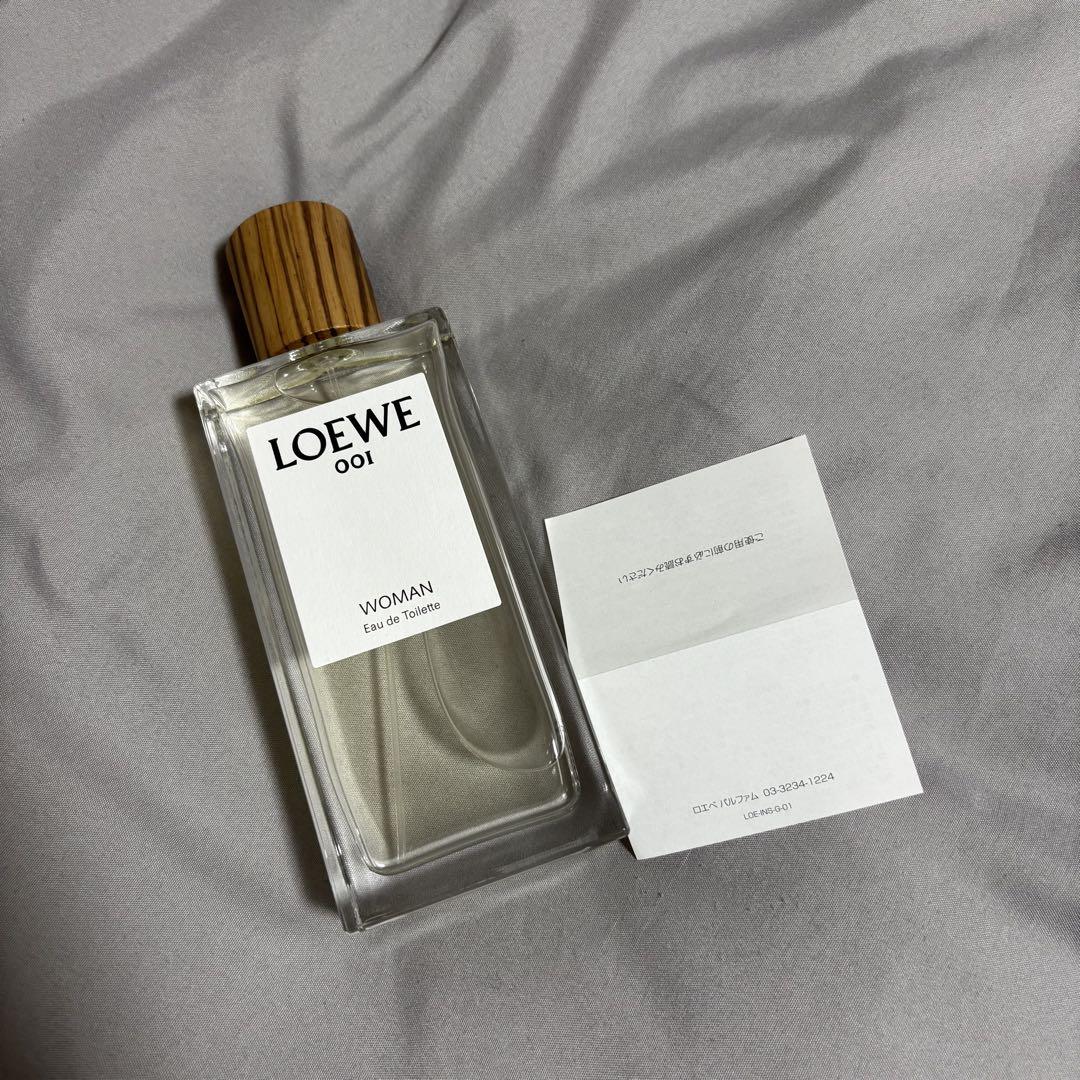 LOEWE
001
WOMAN
Eau de Toilette
ご使用の前に必ずお読みください
ロエベ パルファム 03-3234-1224
LOE-INS-G-01